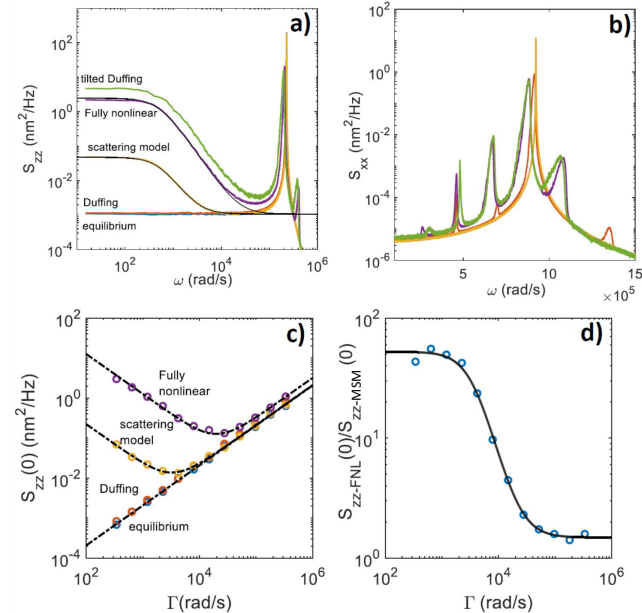 a)
10²
10⁰
10⁻²
10⁻⁴
S_zz (nm²/Hz)
tilted Duffing
Fully nonlinear
scattering model
Duffing
equilibrium
10²
10⁴
10⁶
ω (rad/s)
b)
10²
10⁰
10⁻²
10⁻⁴
10⁻⁶
S_xx (nm²/Hz)
5
10
15
ω (rad/s)
× 10⁵
c)
10²
10⁰
10⁻²
10⁻⁴
S_zz(0) (nm²/Hz)
Fully
nonlinear
scattering
model
Duffing
equilibrium
10²
10⁴
10⁶
Γ(rad/s)
d)
10²
10¹
10⁰
S_zz-FNL(0)/S_zz-MSM(0)
10²
10⁴
10⁶
Γ (rad/s)